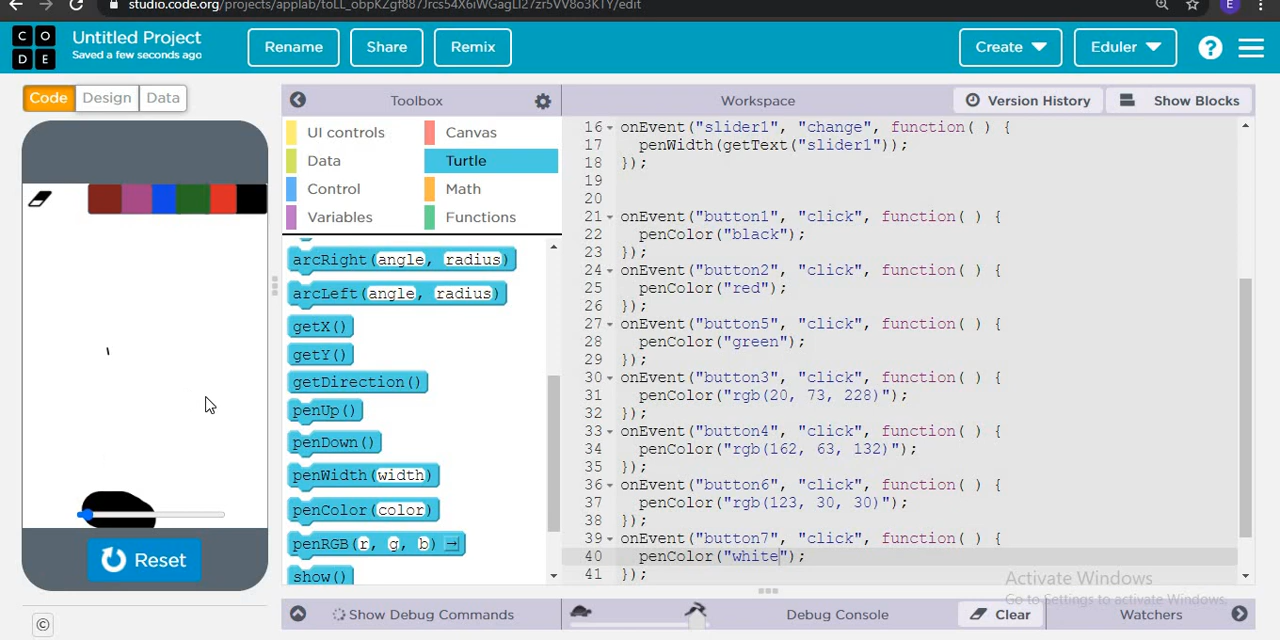 studio.code.org/projects/applab/toLL_obpKZgf887Jrcs54X6iWGagLI27zr5VV8o3KTY/edit
E
C O D E
Untitled Project
Saved a few seconds ago
Rename
Share
Remix
Create
Eduler
?
Code
Design
Data
Toolbox
Workspace
Version History
Show Blocks
UI controls
Canvas
Data
Turtle
Control
Math
Variables
Functions
arcRight(angle, radius)
arcLeft(angle, radius)
getX()
getY()
getDirection()
penUp()
penDown()
penWidth(width)
penColor(color)
penRGB(r, g, b)
show()
16 onEvent("slider1", "change", function( ) {
17 penWidth(getText("slider1"));
18 });
19
20
21 onEvent("button1", "click", function( ) {
22 penColor("black");
23 });
24 onEvent("button2", "click", function( ) {
25 penColor("red");
26 });
27 onEvent("button5", "click", function( ) {
28 penColor("green");
29 });
30 onEvent("button3", "click", function( ) {
31 penColor("rgb(20, 73, 228)");
32 });
33 onEvent("button4", "click", function( ) {
34 penColor("rgb(162, 63, 132)");
35 });
36 onEvent("button6", "click", function( ) {
37 penColor("rgb(123, 30, 30)");
38 });
39 onEvent("button7", "click", function( ) {
40 penColor("white");
41 });
Reset
©
Show Debug Commands
Debug Console
Clear
Watchers
Activate Windows
Go to Settings to activate Windows.